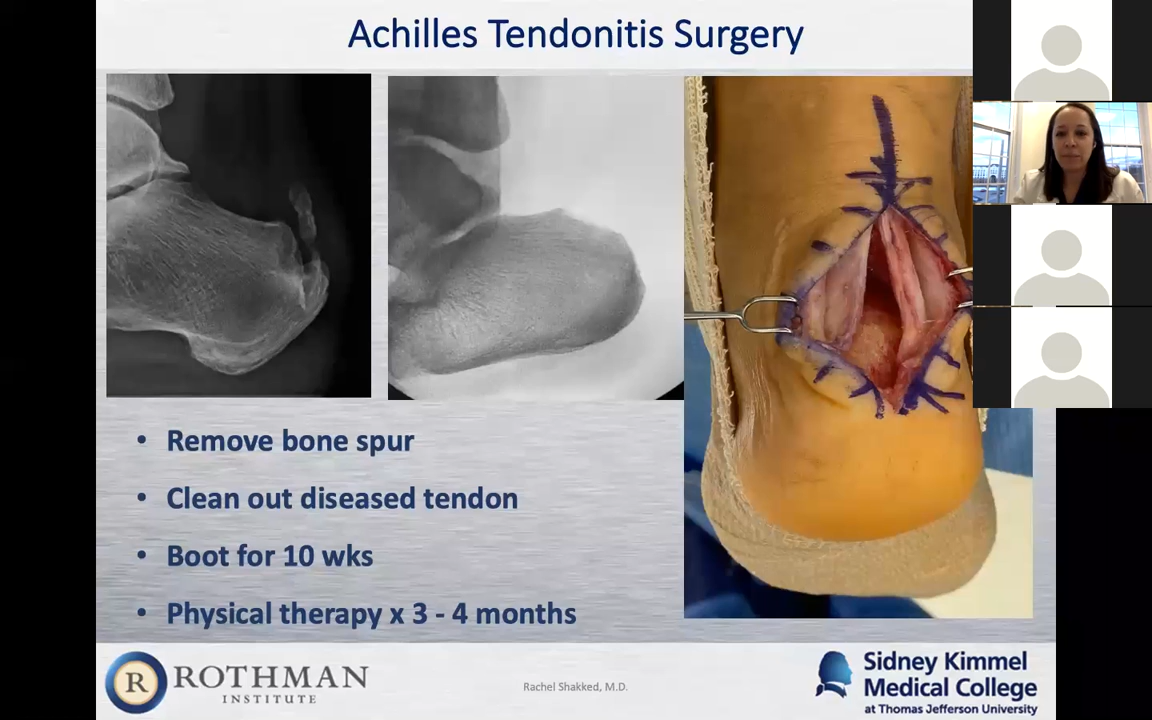 Achilles Tendonitis Surgery
• Remove bone spur
• Clean out diseased tendon
• Boot for 10 wks
• Physical therapy x 3 - 4 months
R ROTHMAN
INSTITUTE
Rachel Shakked, M.D.
Sidney Kimmel
Medical College
at Thomas Jefferson University